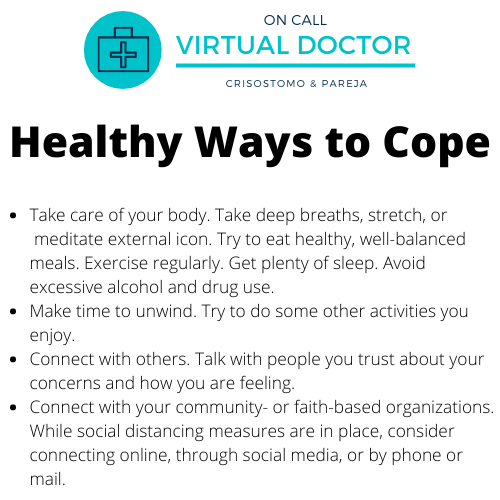 ON CALL
VIRTUAL DOCTOR
CRISOSTOMO & PAREJA
Healthy Ways to Cope
• Take care of your body. Take deep breaths, stretch, or
meditate external icon. Try to eat healthy, well-balanced
meals. Exercise regularly. Get plenty of sleep. Avoid
excessive alcohol and drug use.
• Make time to unwind. Try to do some other activities you
enjoy.
• Connect with others. Talk with people you trust about your
concerns and how you are feeling.
• Connect with your community- or faith-based organizations.
While social distancing measures are in place, consider
connecting online, through social media, or by phone or
mail.